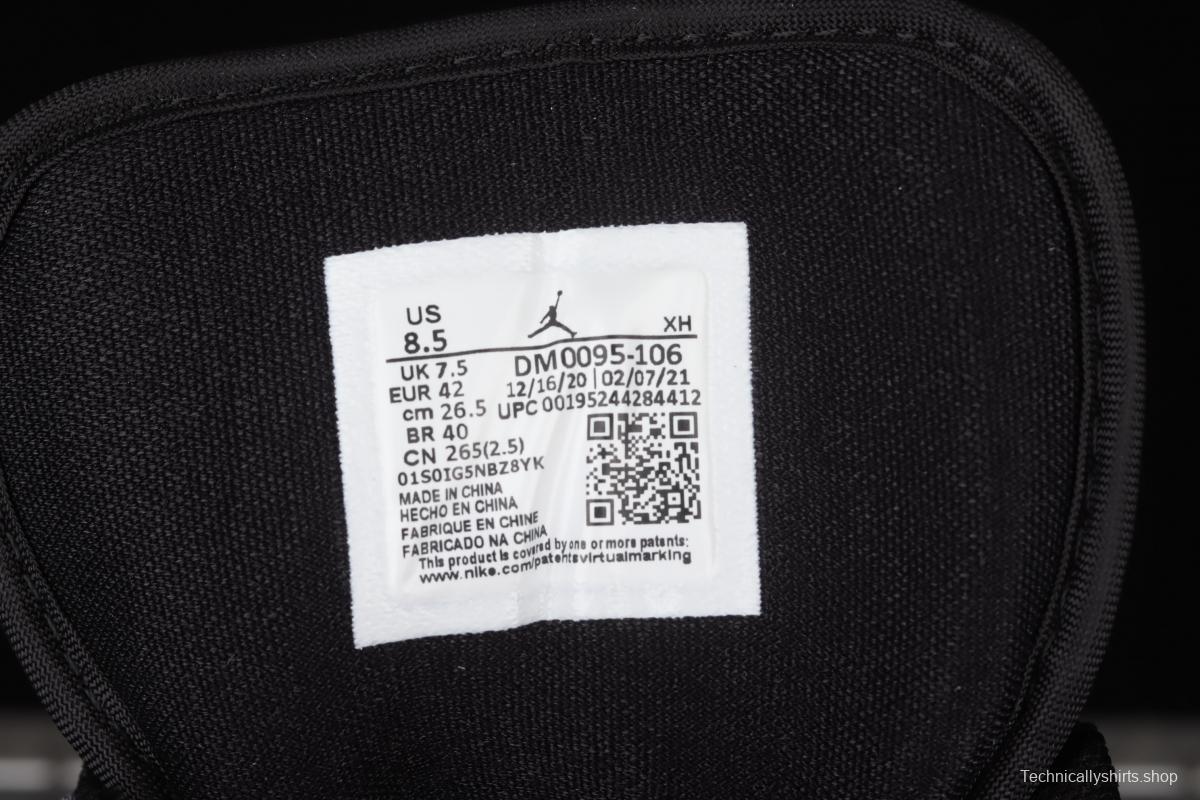 US
8.5
XH
UK 7.5
DM0095-106
EUR 42
12/16/20 | 02/07/21
cm 26.5
UPC 00195244284412
BR 40
CN 265(2.5)
01S0IG5NBZ8YK
MADE IN CHINA
HECHO EN CHINA
FABRIQUE EN CHINE
FABRICADO NA CHINA
This product is covered by one or more patents:
www.nike.com/patentsvirtualmarking
Technicallyshirts.shop